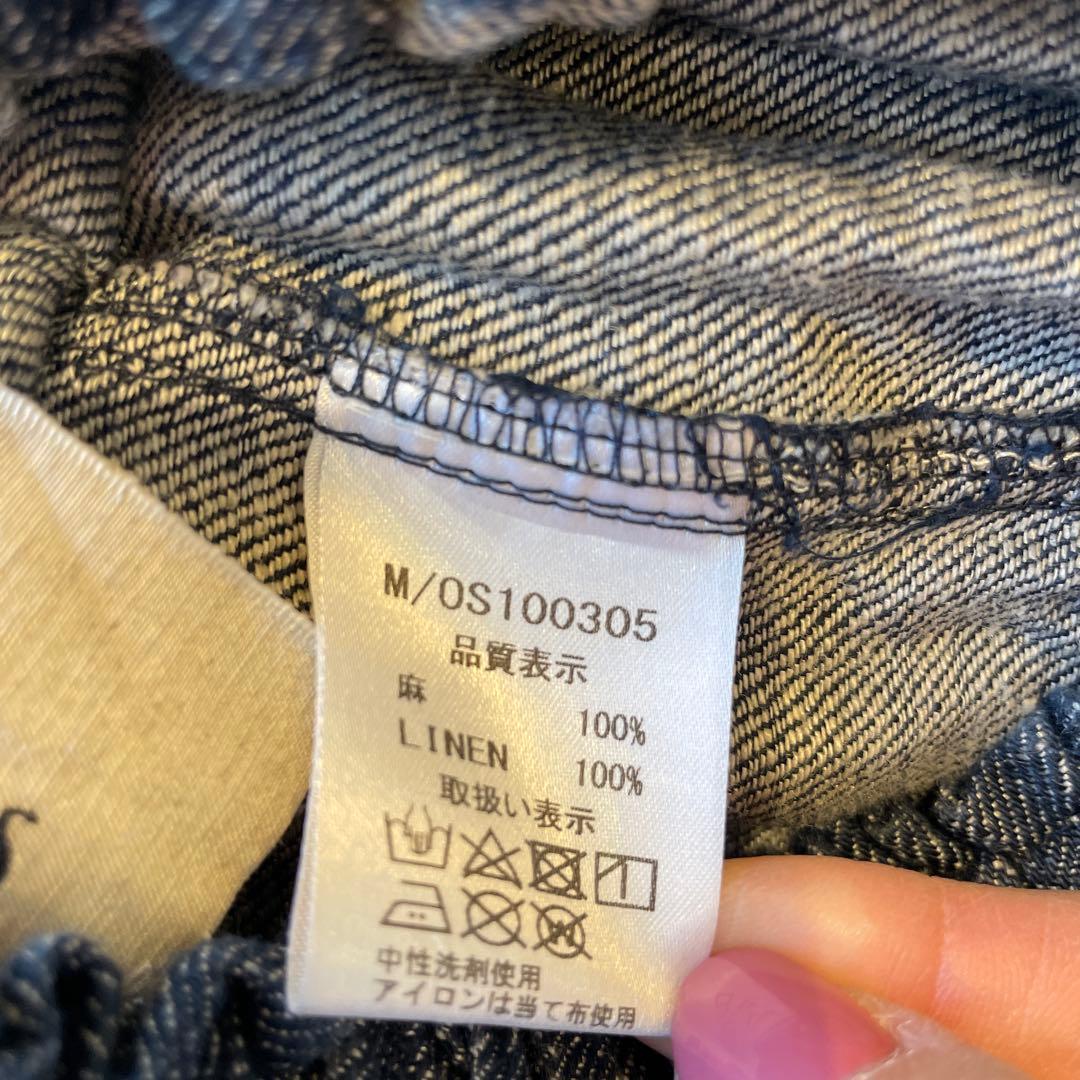 M/OS100305
品質表示
麻 100%
LINEN 100%
取扱い表示
中性洗剤使用
アイロンは当て布使用